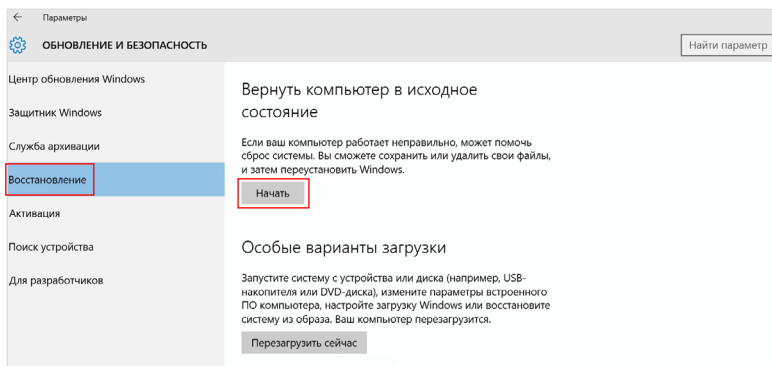 Параметры
ОБНОВЛЕНИЕ И БЕЗОПАСНОСТЬ
Найти параметр
Центр обновления Windows
Защитник Windows
Служба архивации
Восстановление
Активация
Поиск устройства
Для разработчиков
Вернуть компьютер в исходное
состояние
Если ваш компьютер работает неправильно, может помочь
сброс системы. Вы сможете сохранить или удалить свои файлы,
и затем переустановить Windows.
Начать
Особые варианты загрузки
Запустите систему с устройства или диска (например, USB-
накопителя или DVD-диска), измените параметры встроенного
ПО компьютера, настройте загрузку Windows или восстановите
систему из образа. Ваш компьютер перезагрузится.
Перезагрузить сейчас